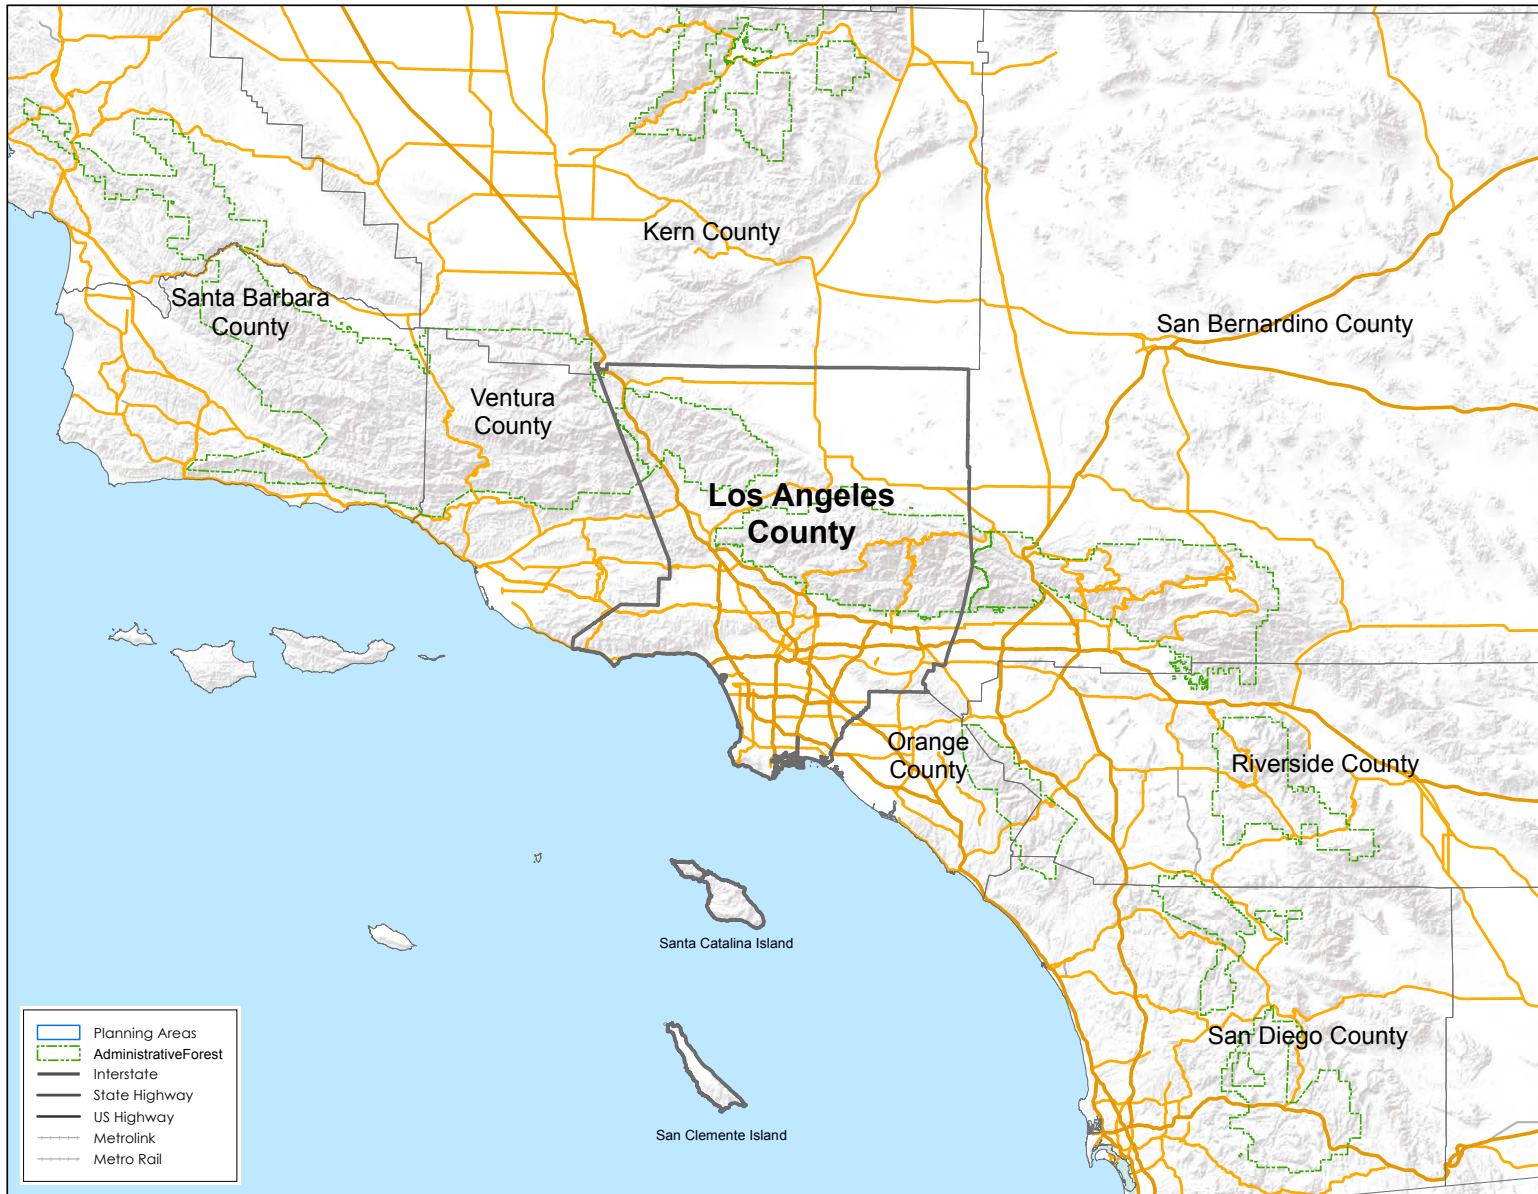 Kern County
Santa Barbara
County
San Bernardino County
Ventura
County
Los Angeles
County
Orange
County
Riverside County
Santa Catalina Island
San Diego County
San Clemente Island
Planning Areas
AdministrativeForest
Interstate
State Highway
US Highway
Metrolink
Metro Rail